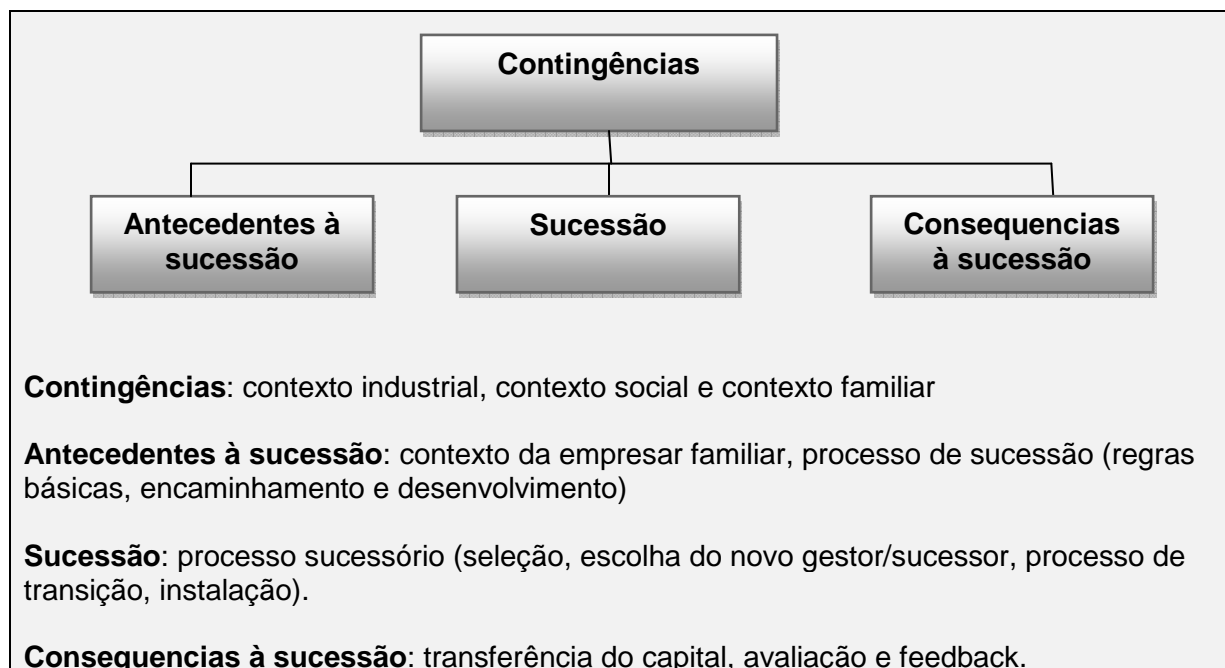 Contingências
Antecedentes à
sucessão
Sucessão
Consequencias
à sucessão
Contingências: contexto industrial, contexto social e contexto familiar
Antecedentes à sucessão: contexto da empresar familiar, processo de sucessão (regras
básicas, encaminhamento e desenvolvimento)
Sucessão: processo sucessório (seleção, escolha do novo gestor/sucessor, processo de
transição, instalação).
Consequencias à sucessão: transferência do capital, avaliação e feedback.